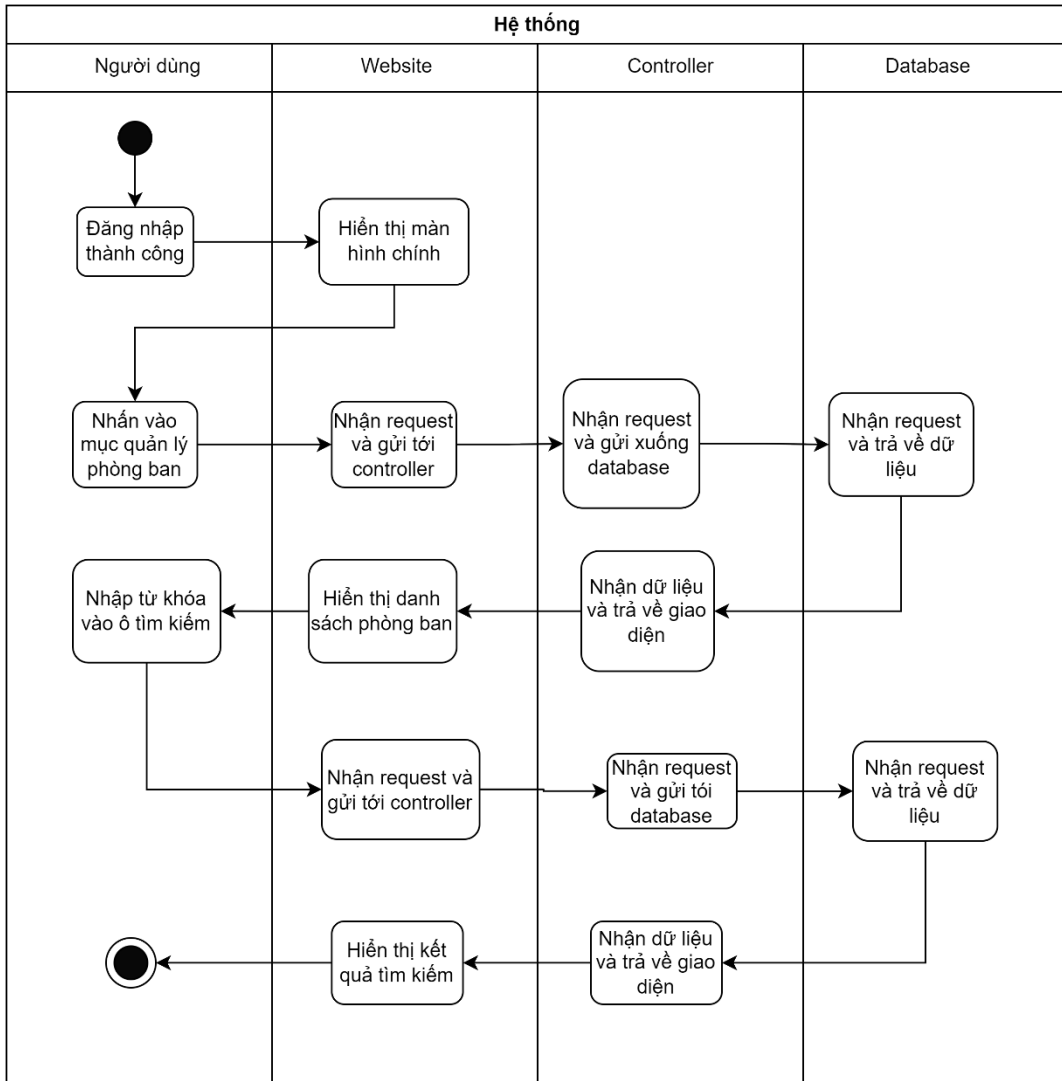 Hệ thống
Người dùng
Website
Controller
Database
Đăng nhập
thành công
Hiển thị màn
hình chính
Nhấn vào
mục quản lý
phòng ban
Nhận request
và gửi tới
controller
Nhận request
và gửi xuống
database
Nhận request
và trả về dữ
liệu
Nhận dữ liệu
và trả về giao
diện
Hiển thị danh
sách phòng ban
Nhập từ khóa
vào ô tìm kiếm
Nhận request và
gửi tới controller
Nhận request
và gửi tói
database
Nhận request
và trả về dữ
liệu
Nhận dữ liệu
và trả về giao
diện
Hiển thị kết
quả tìm kiếm